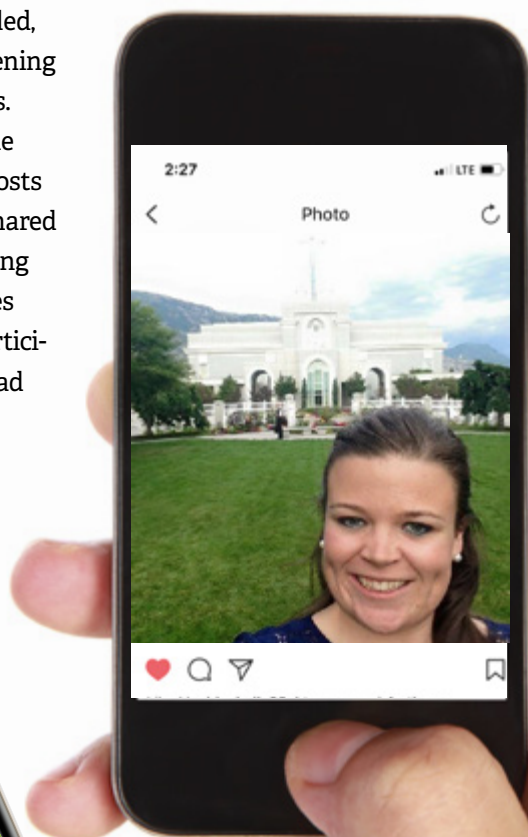 led,
ening
s.
e
osts
hared
ing
es
rtici-
ad
2:27
LTE
Photo